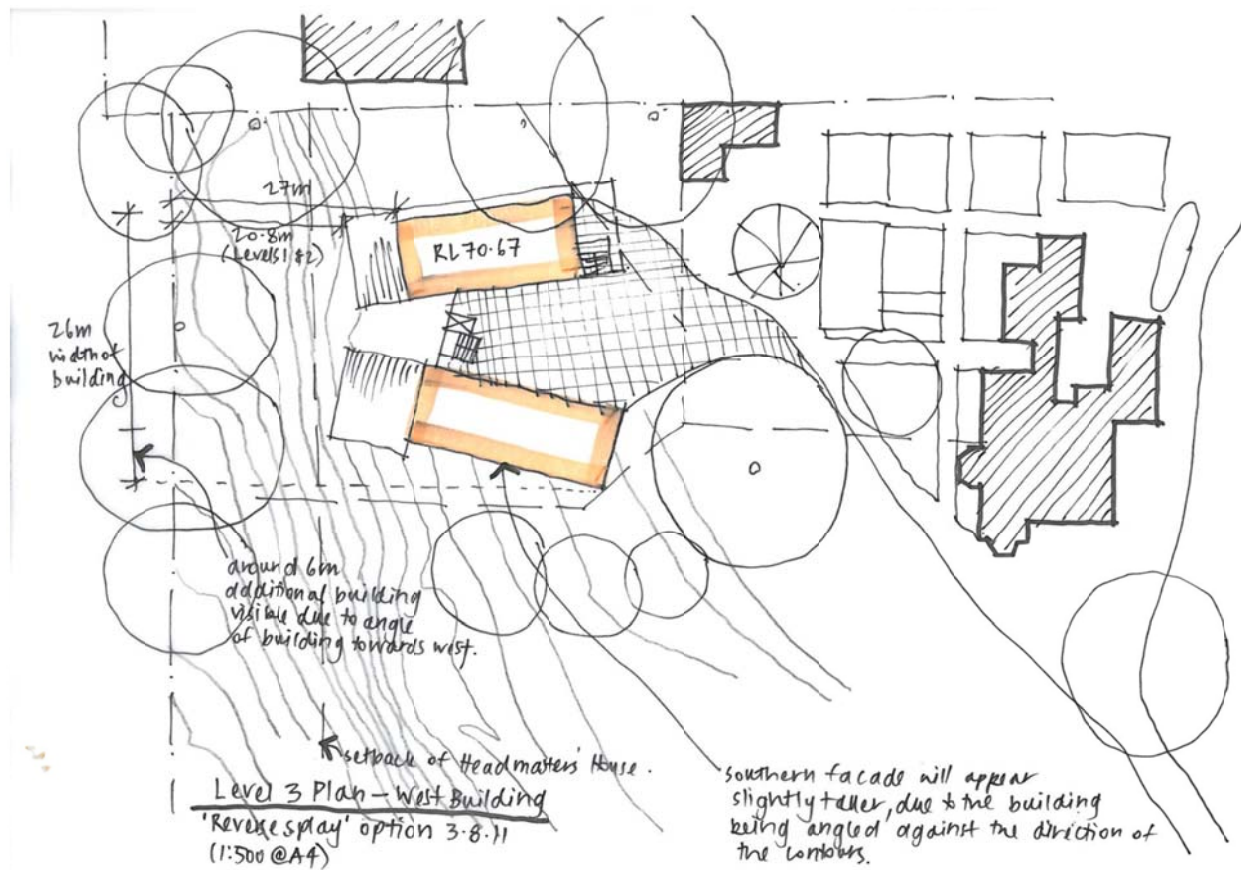 27m
20.8m
(Levels 1 & 2)
RL 70.67
26m
width of
building
around 6m
additional building
visible due to angle
of building towards west.
setback of Headmasters' House.
Level 3 Plan – West Building
'Reverse splay' option 3.8.11
(1:500 @ A4)
southern facade will appear
slightly taller, due to the building
being angled against the direction of
the contours.